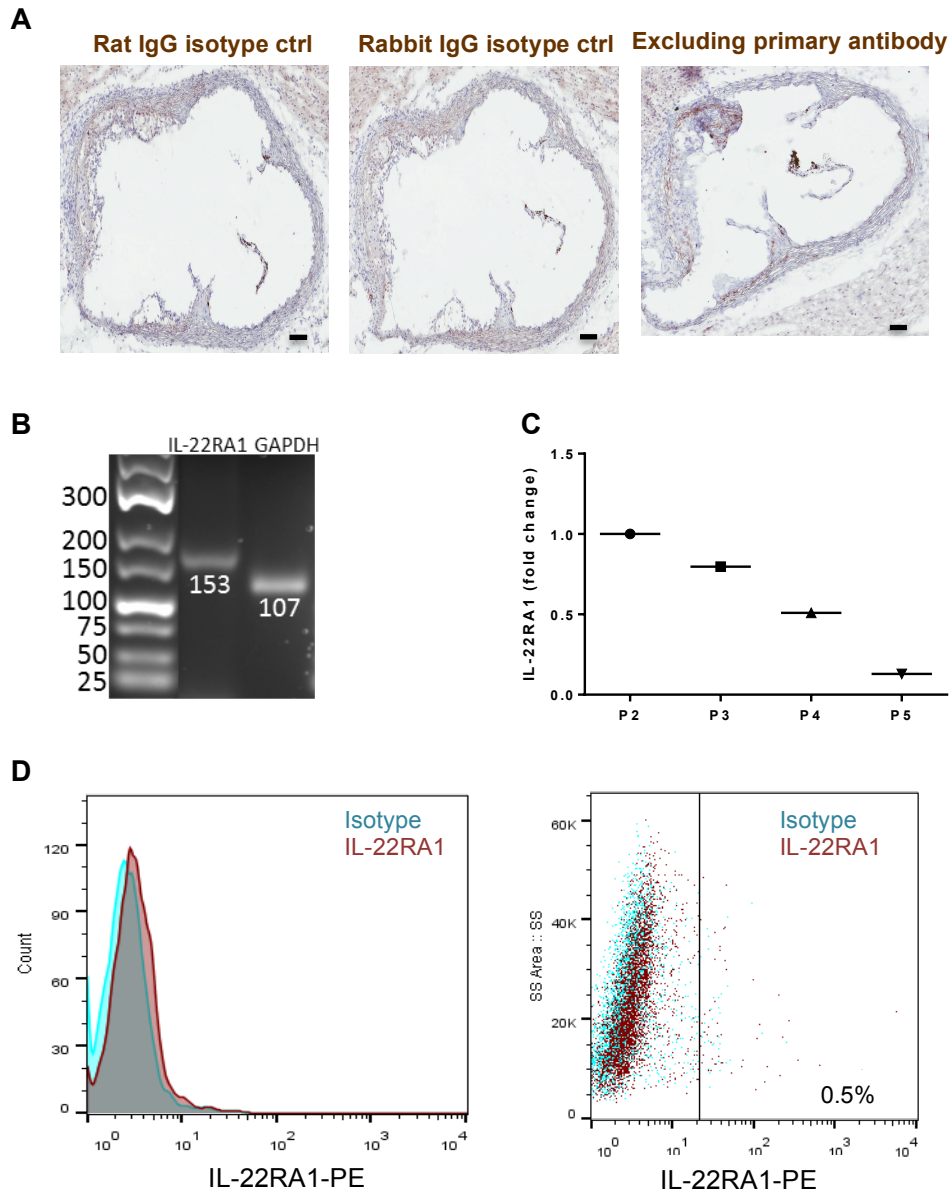 A
Rat IgG isotype ctrl
Rabbit IgG isotype ctrl
Excluding primary antibody
B
IL-22RA1 GAPDH
300
200
150
100
75
50
25
153
107
C
IL-22RA1 (fold change)
1.5
1.0
0.5
0.0
P2 P3 P4 P5
D
Isotype
IL-22RA1
Count
120
90
60
30
0
10^0 10^1 10^2 10^3 10^4
IL-22RA1-PE
Isotype
IL-22RA1
SS Area :: SS
60K
40K
20K
0
0.5%
10^0 10^1 10^2 10^3 10^4
IL-22RA1-PE